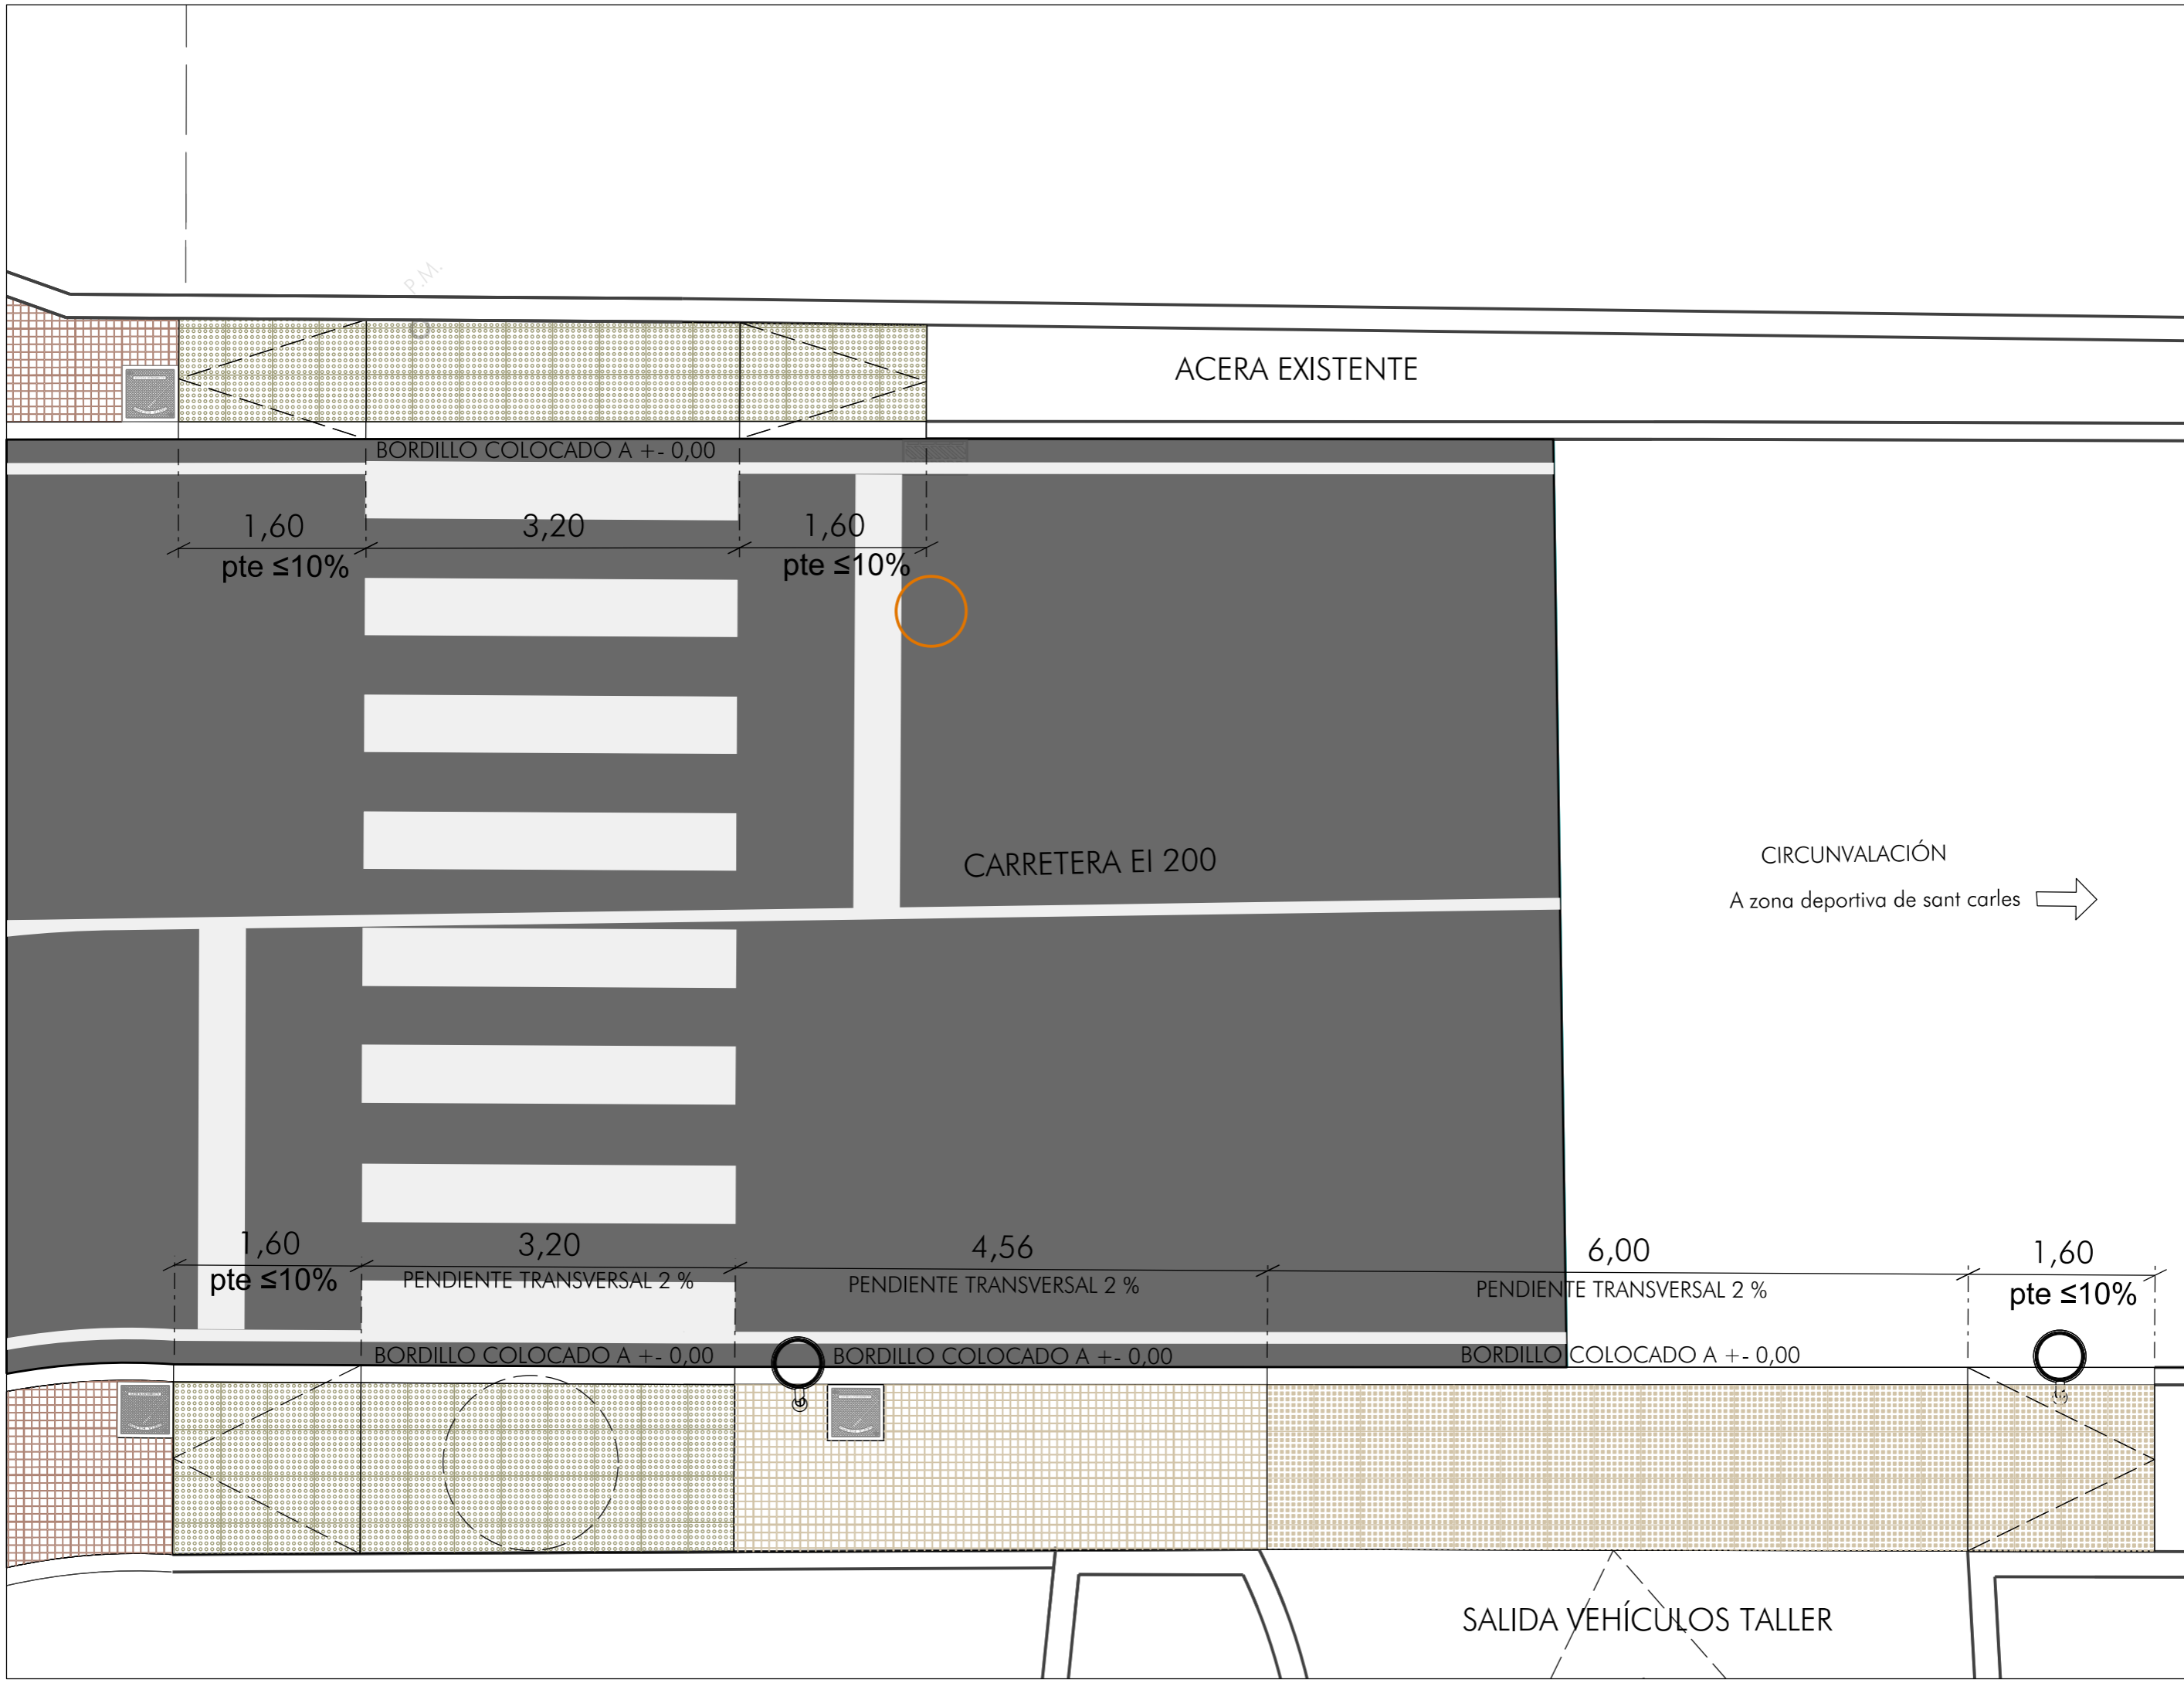 P.M.
ACERA EXISTENTE
BORDILLO COLOCADO A +- 0,00
1,60
3,20
1,60
pte ≤10%
pte ≤10%
CARRETERA EI 200
CIRCUNVALACIÓN
A zona deportiva de sant carles
1,60
3,20
4,56
6,00
1,60
pte ≤10%
PENDIENTE TRANSVERSAL 2 %
PENDIENTE TRANSVERSAL 2 %
PENDIENTE TRANSVERSAL 2 %
pte ≤10%
BORDILLO COLOCADO A +- 0,00
BORDILLO COLOCADO A +- 0,00
BORDILLO COLOCADO A +- 0,00
SALIDA VEHÍCULOS TALLER